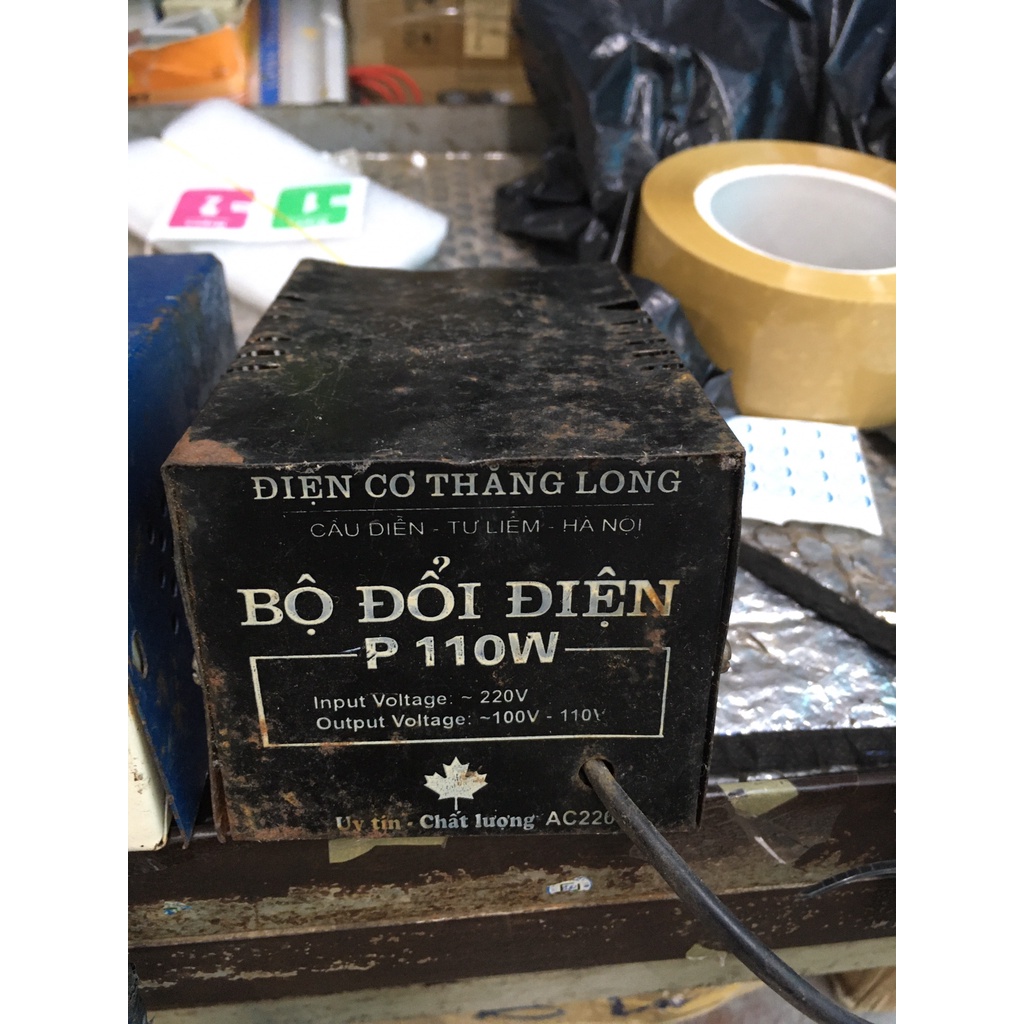 ĐIỆN CƠ THĂNG LONG
CẦU DIỄN - TỪ LIÊM - HÀ NỘI
BỘ ĐỔI ĐIỆN
P 110W
Input Voltage: ~ 220V
Output Voltage: ~100V - 110V
Uy tín - Chất lượng AC220